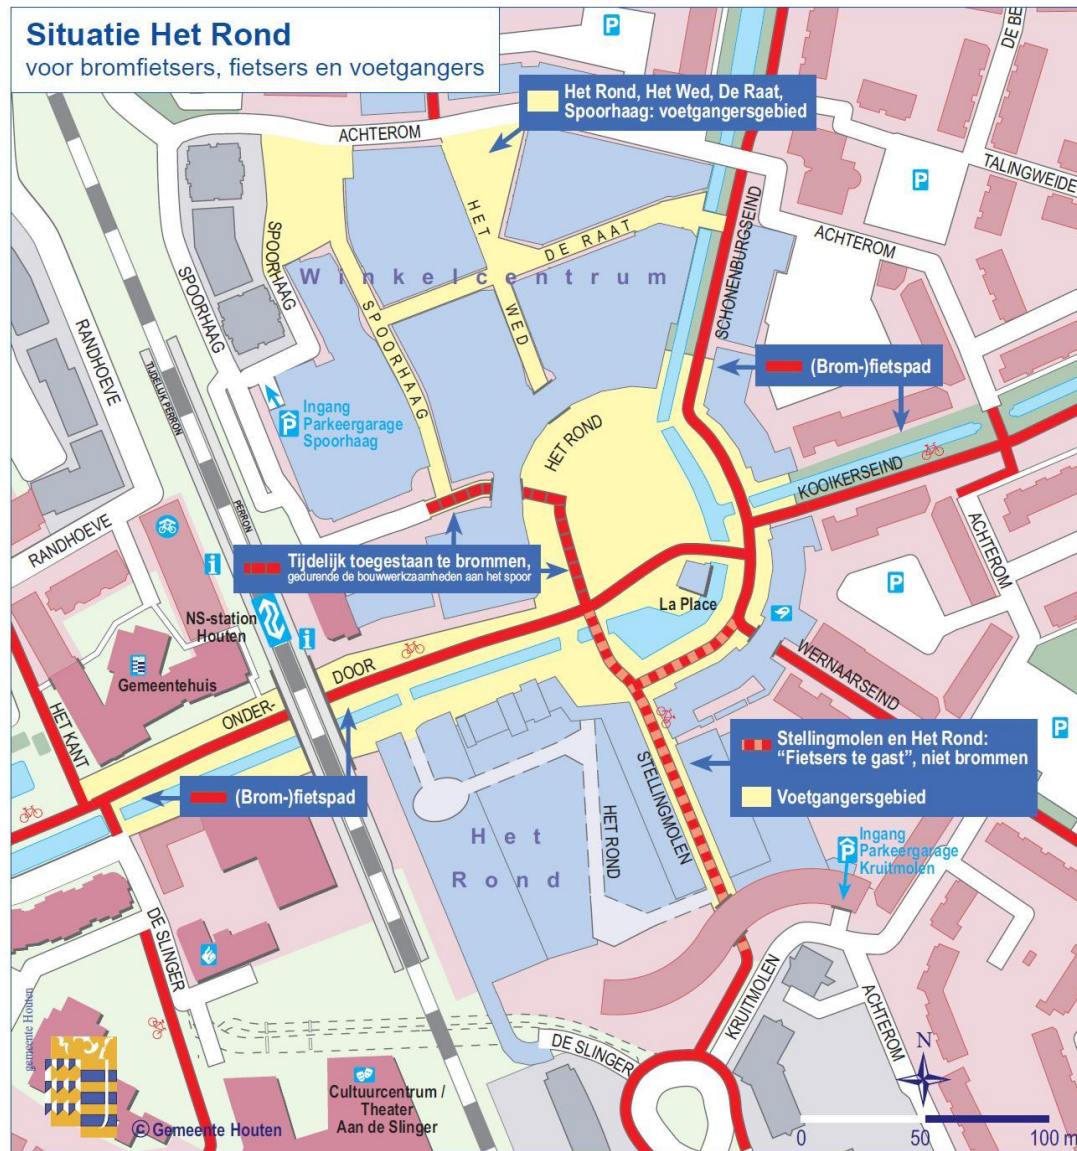 Situatie Het Rond
voor bromfietsers, fietsers en voetgangers
P
DE BE
Het Rond, Het Wed, De Raat,
Spoorhaag: voetgangersgebied
ACHTEROM
TALINGWEIDE
P
HET
DE RAAT
SCHONENBURGSEIND
ACHTEROM
SPOORHAAG
SPOORHAAG
Winkelcentrum
RANDHOEVE
SPOORHAAG
WED
TIJDELIJK PERRON
(Brom-)fietspad
P
Ingang
Parkeergarage
Spoorhaag
HET ROND
KOOIKERSEIND
PERRON
RANDHOEVE
ACHTEROM
Tijdelijk toegestaan te brommen,
gedurende de bouwwerkzaamheden aan het spoor
i
P
La Place
NS-station
Houten
i
Gemeentehuis
WERNAARSEIND
ONDER-
DOOR
HET KANT
Stellingmolen en Het Rond:
“Fietsers te gast”, niet brommen
Voetgangersgebied
P
STELLINGMOLEN
(Brom-)fietspad
HET ROND
Het
Rond
P
Ingang
Parkeergarage
Kruitmolen
DE SLINGER
KRUITMOLEN
ACHTEROM
DE SLINGER
N
gemeente Houten
Cultuurcentrum /
Theater
Aan de Slinger
© Gemeente Houten
0 50 100 m